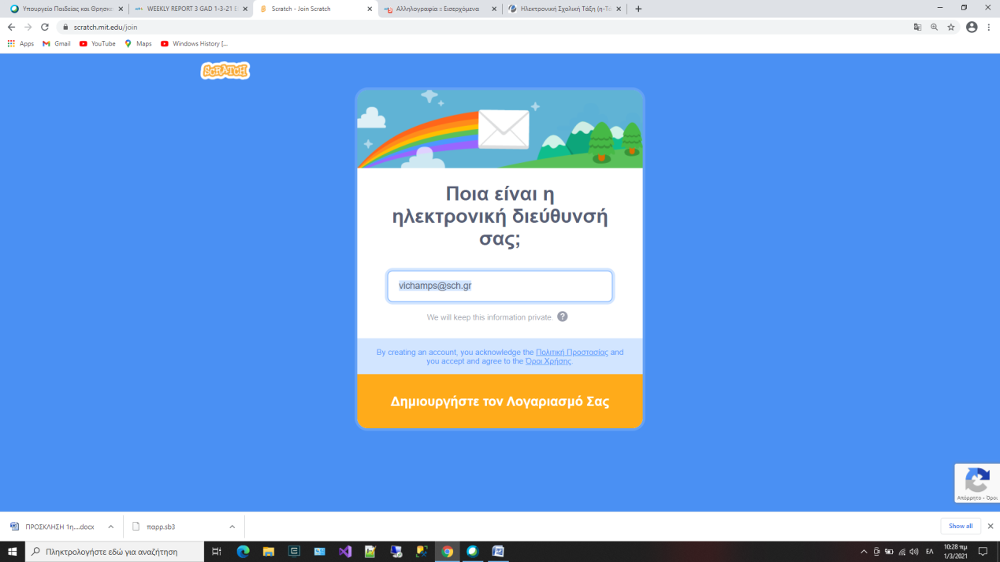 Υπουργείο Παιδείας και Θρησκε
WEEKLY REPORT 3 GAD 1-3-21 E
Scratch - Join Scratch
Αλληλογραφία :: Εισερχόμενα
Ηλεκτρονική Σχολική Τάξη (η-Τά
scratch.mit.edu/join
Apps
Gmail
YouTube
Maps
Windows History [...
SCRATCH
Ποια είναι η
ηλεκτρονική διεύθυνσή
σας;
vichamps@sch.gr
We will keep this information private. ?
By creating an account, you acknowledge the Πολιτική Προστασίας and
you accept and agree to the Όροι Χρήσης.
Δημιουργήστε τον Λογαριασμό Σας
Απόρρητο - Όροι
ΠΡΟΣΚΛΗΣΗ 1η....docx
παρρ.sb3
Show all
Πληκτρολογήστε εδώ για αναζήτηση
ΕΛ
10:28 πμ
1/3/2021